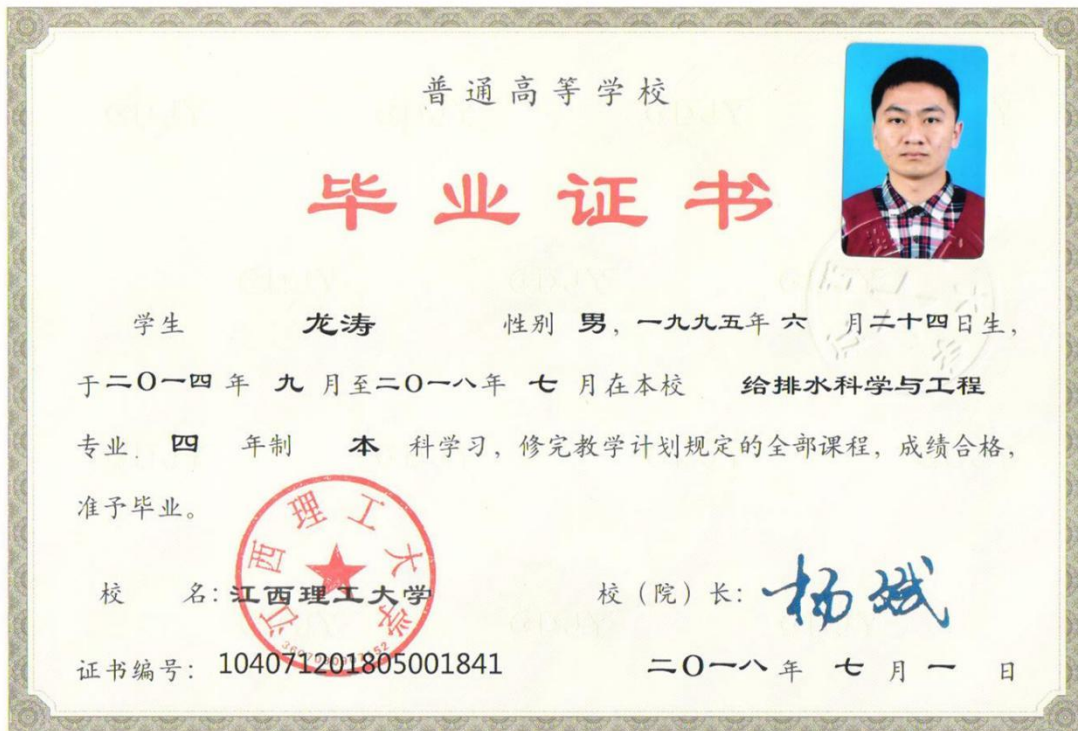 普通高等学校
毕业证书
学生 龙涛 性别 男，一九九五年 六 月二十四日生，
于二〇一四 年 九 月至二〇一八年 七 月在本校 给排水科学与工程
专业 四 年制 本 科学习，修完教学计划规定的全部课程，成绩合格，
准予毕业。
江西理工大学
校 名：江西理工大学 校（院）长：杨斌
证书编号：104071201805001841 二〇一八 年 七 月 一 日